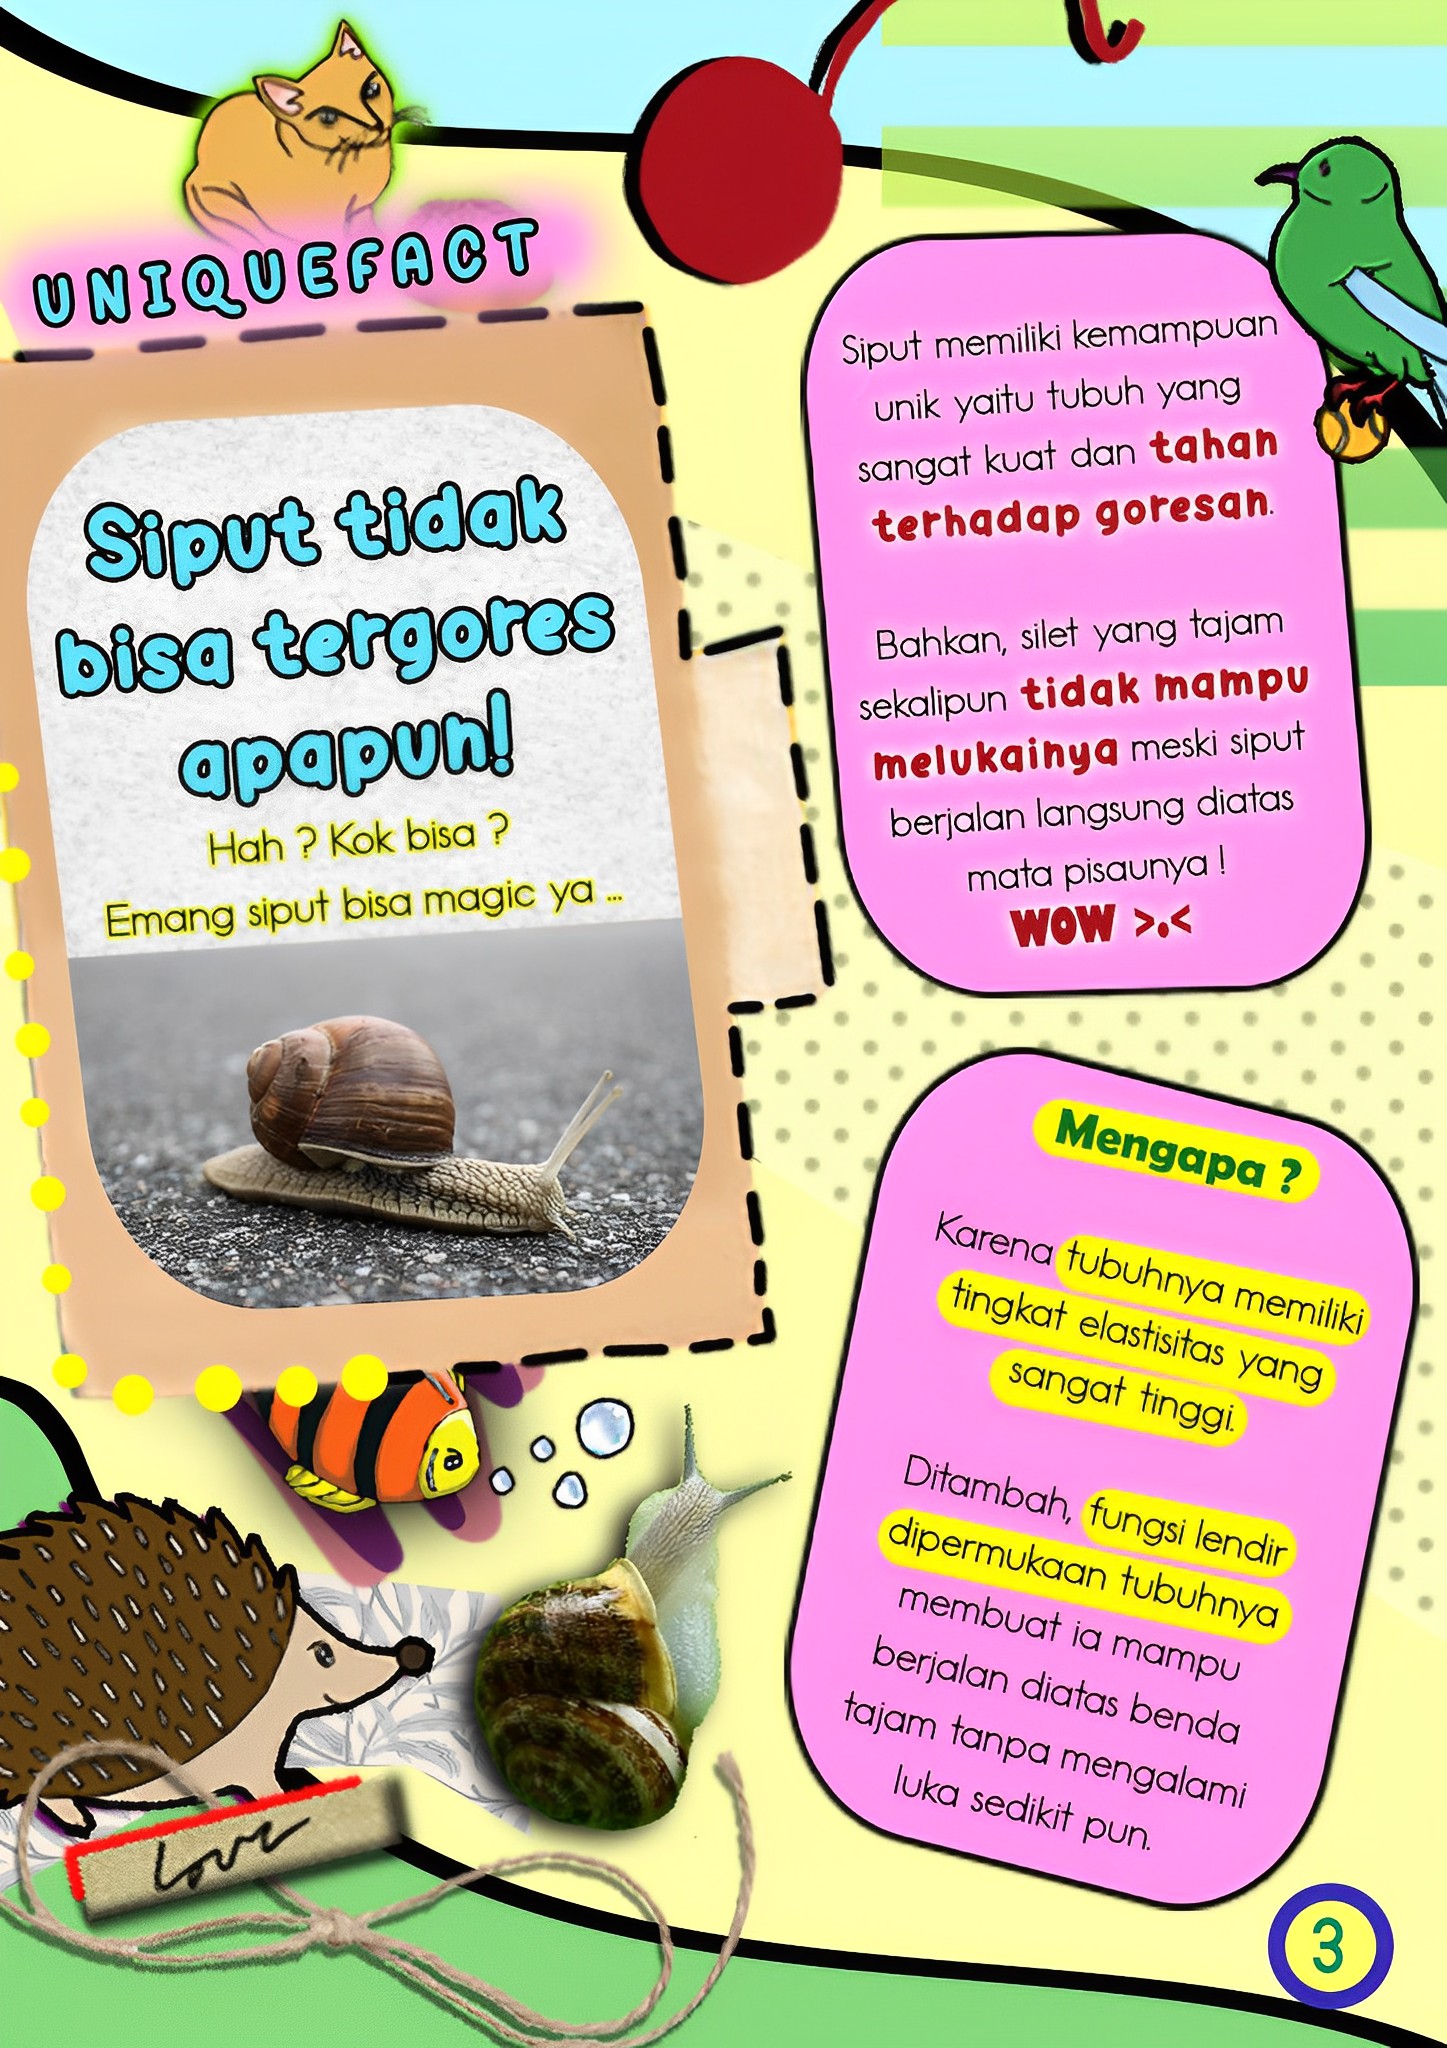 UNIQUEFACT
Siput tidak
bisa tergores
apapun!
Hah ? Kok bisa ?
Emang siput bisa magic ya ...
Siput memiliki kemampuan
unik yaitu tubuh yang
sangat kuat dan tahan
terhadap goresan.
Bahkan, silet yang tajam
sekalipun tidak mampu
melukainya meski siput
berjalan langsung diatas
mata pisaunya !
WOW >.<
Mengapa ?
Karena tubuhnya memiliki
tingkat elastisitas yang
sangat tinggi.
Ditambah, fungsi lendir
dipermukaan tubuhnya
membuat ia mampu
berjalan diatas benda
tajam tanpa mengalami
luka sedikit pun.
love
3